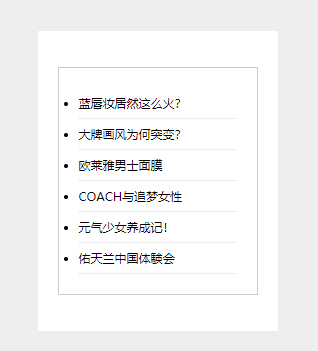 蓝唇妆居然这么火？
大牌画风为何突变？
欧莱雅男士面膜
COACH与追梦女性
元气少女养成记！
佑天兰中国体験会